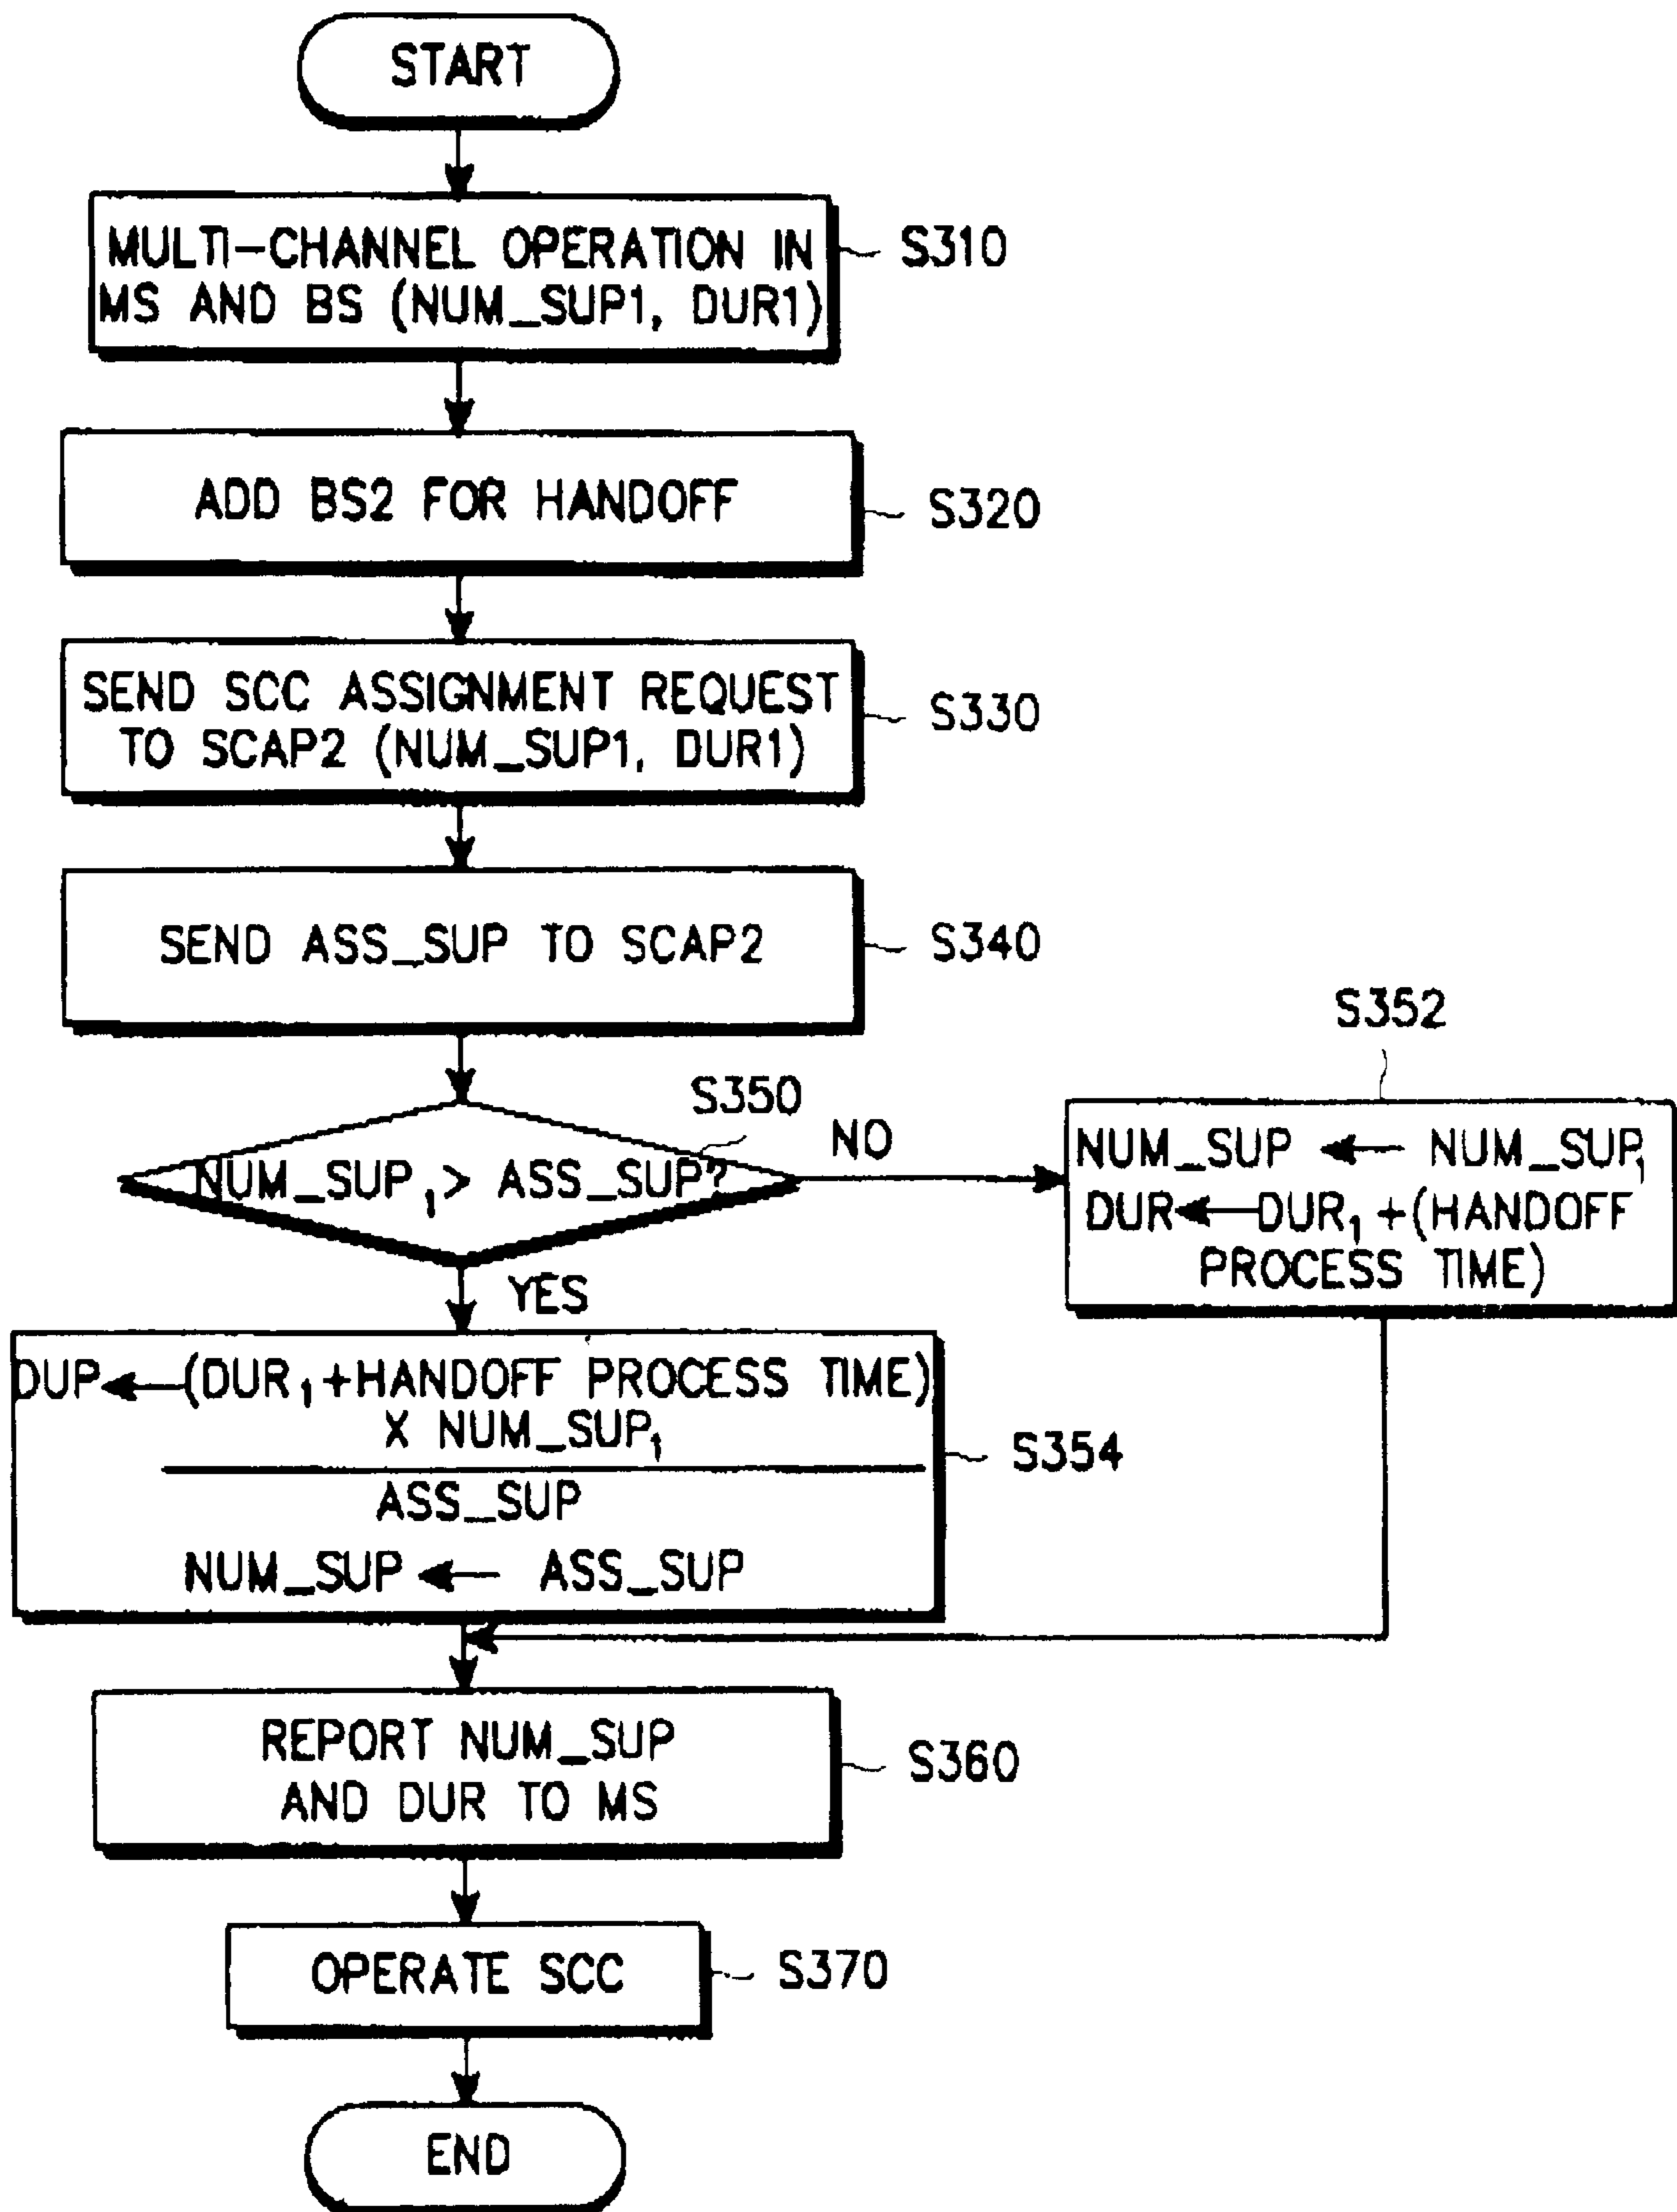 START
MULTI-CHANNEL OPERATION IN
MS AND BS (NUM_SUP1, DUR1)
S310
ADD BS2 FOR HANDOFF
S320
SEND SCC ASSIGNMENT REQUEST
TO SCAP2 (NUM_SUP1, DUR1)
S330
SEND ASS_SUP TO SCAP2
S340
S350
NUM_SUP₁> ASS_SUP?
NO
YES
S352
NUM_SUP ← NUM_SUP₁
DUR←DUR₁+(HANDOFF
PROCESS TIME)
DUP←(DUR₁+HANDOFF PROCESS TIME)
X NUM_SUP₁
ASS_SUP
NUM_SUP ← ASS_SUP
S354
REPORT NUM_SUP
AND DUR TO MS
S360
OPERATE SCC
S370
END